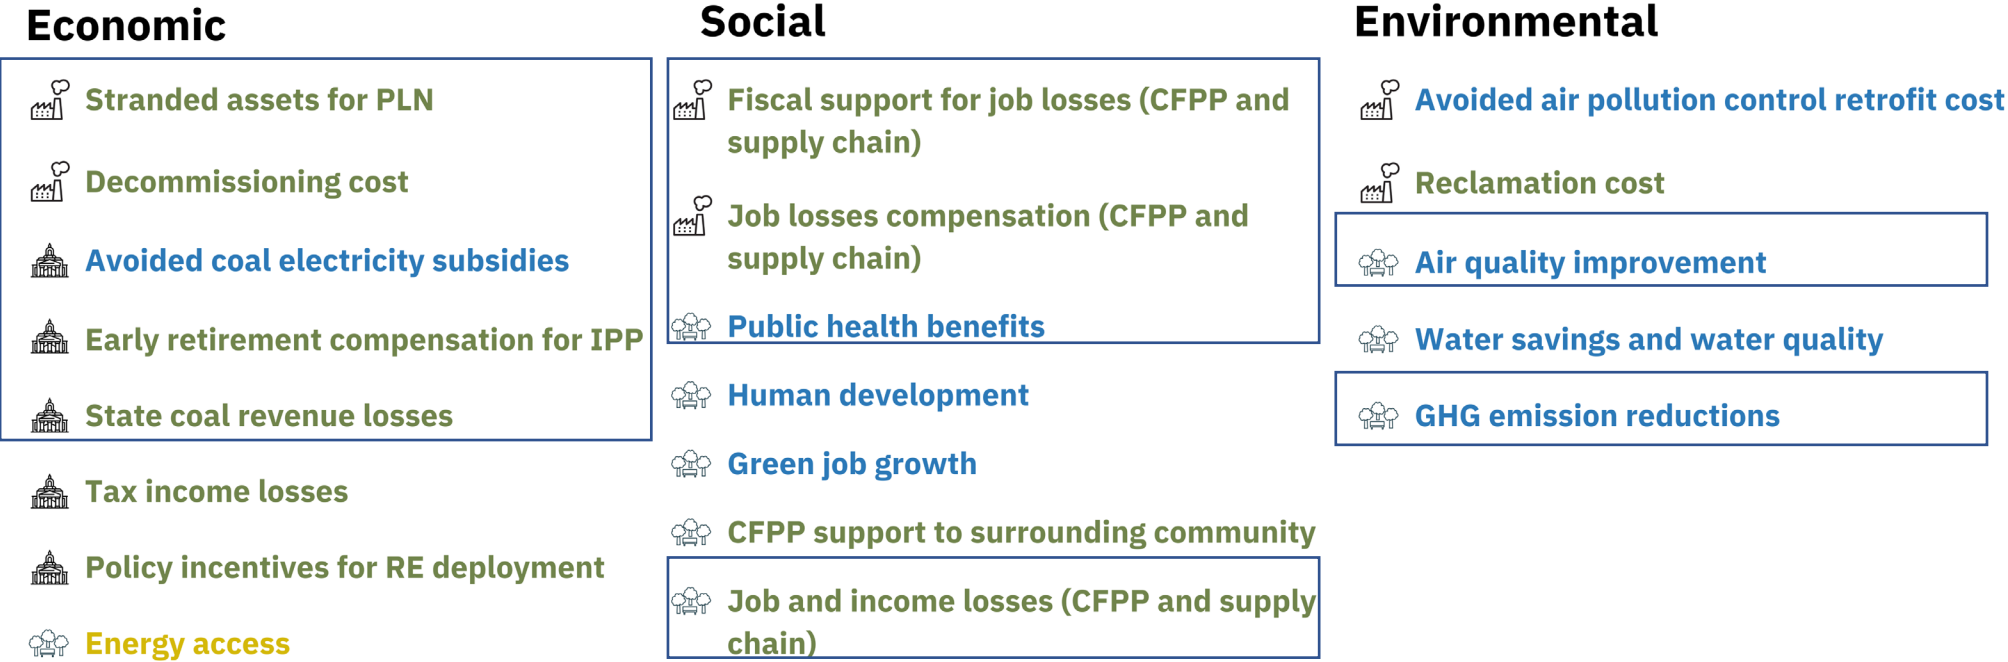 Economic
Stranded assets for PLN
Decommissioning cost
Avoided coal electricity subsidies
Early retirement compensation for IPP
State coal revenue losses
Tax income losses
Policy incentives for RE deployment
Energy access
Social
Fiscal support for job losses (CFPP and
supply chain)
Job losses compensation (CFPP and
supply chain)
Public health benefits
Human development
Green job growth
CFPP support to surrounding community
Job and income losses (CFPP and supply
chain)
Environmental
Avoided air pollution control retrofit cost
Reclamation cost
Air quality improvement
Water savings and water quality
GHG emission reductions